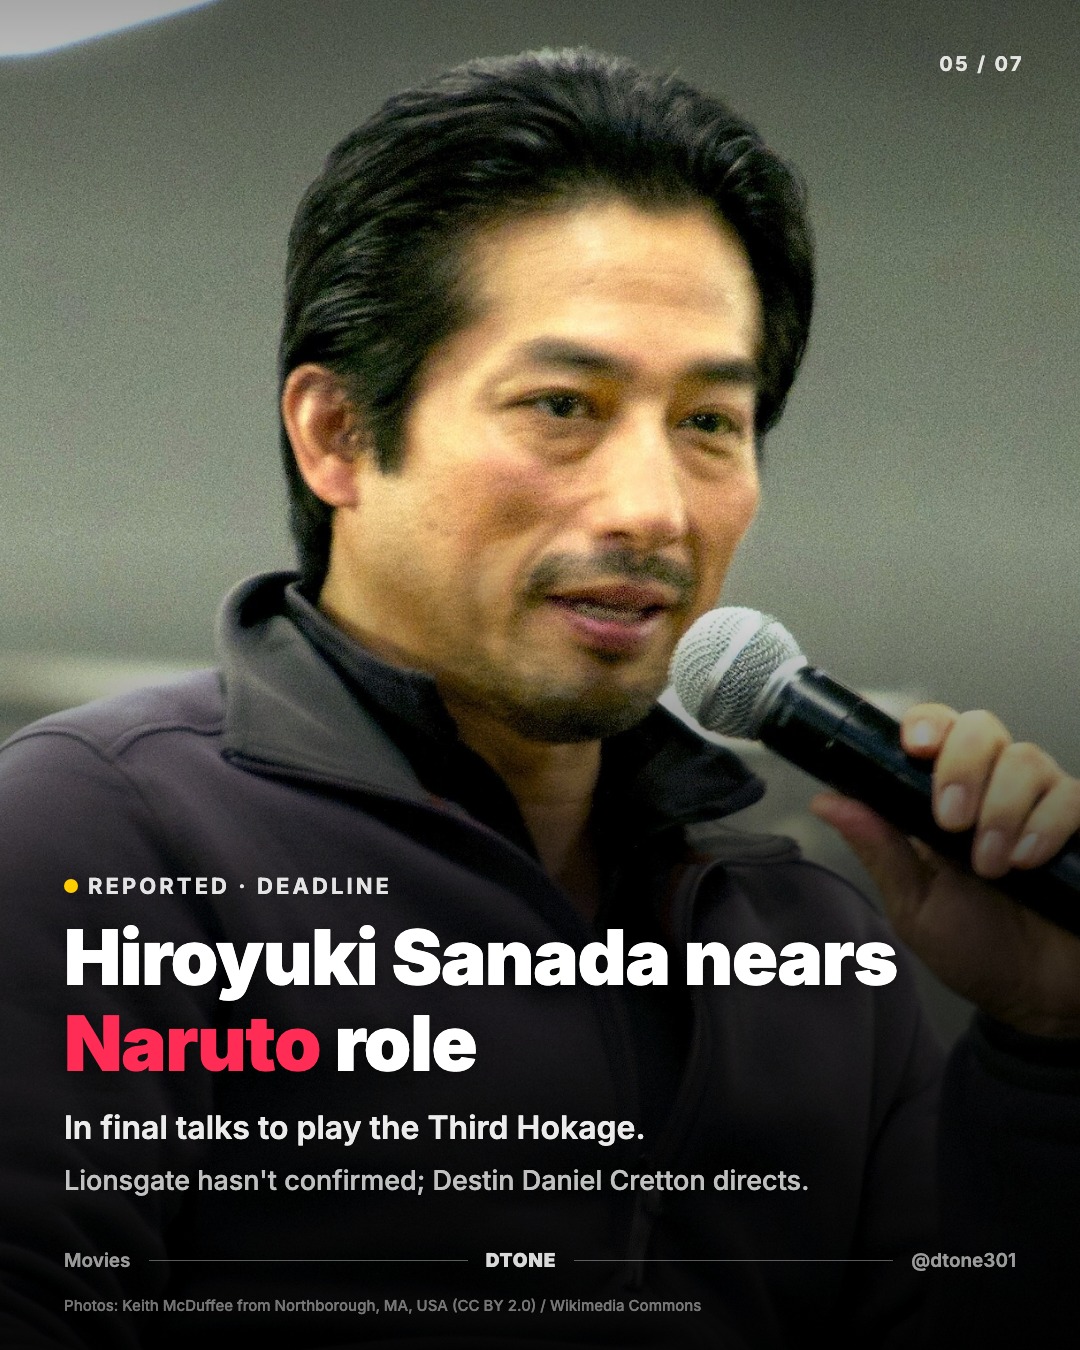 05 / 07
REPORTED · DEADLINE
Hiroyuki Sanada nears
Naruto role
In final talks to play the Third Hokage.
Lionsgate hasn't confirmed; Destin Daniel Cretton directs.
Movies DTONE @dtone301
Photos: Keith McDuffee from Northborough, MA, USA (CC BY 2.0) / Wikimedia Commons